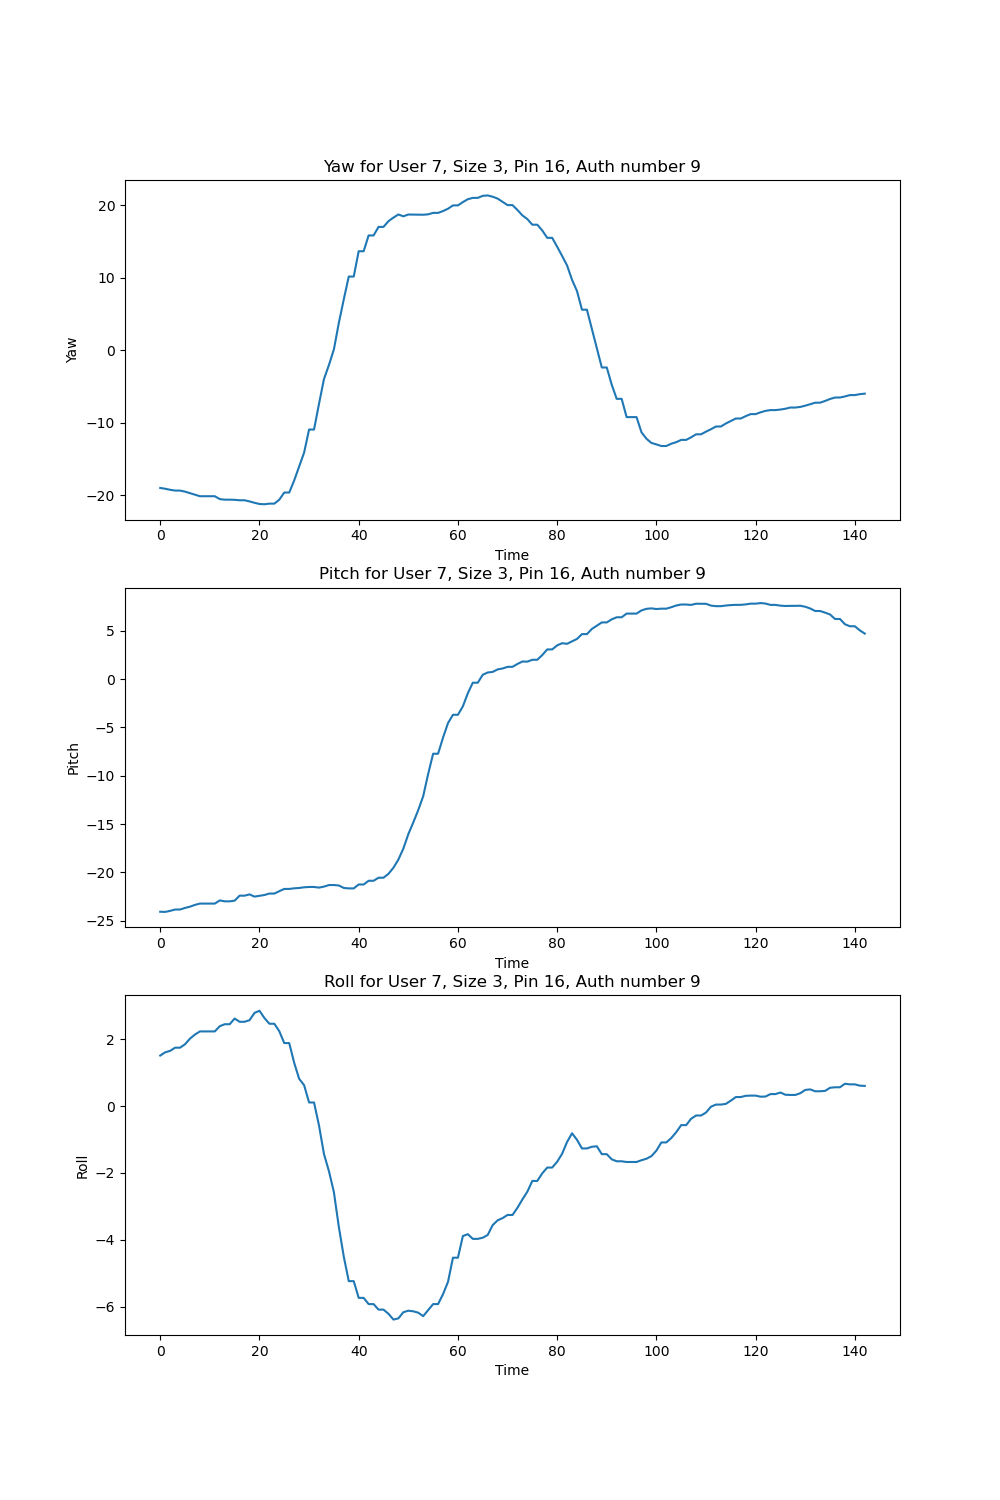 Yaw for User 7, Size 3, Pin 16, Auth number 9
20
10
0
−10
−20
Yaw
0 20 40 60 80 100 120 140
Time
Pitch for User 7, Size 3, Pin 16, Auth number 9
5
0
−5
−10
−15
−20
−25
Pitch
0 20 40 60 80 100 120 140
Time
Roll for User 7, Size 3, Pin 16, Auth number 9
2
0
−2
−4
−6
Roll
0 20 40 60 80 100 120 140
Time